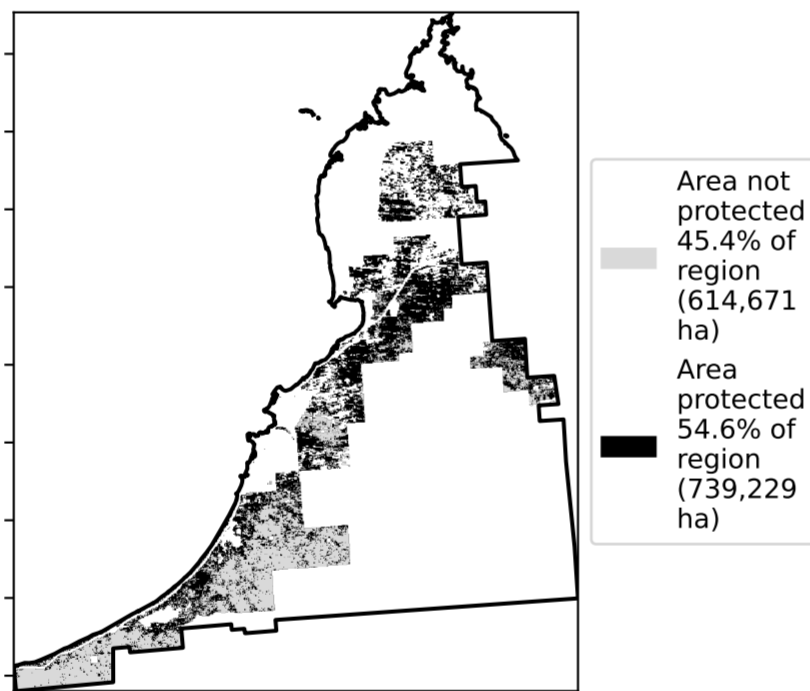 Area not
protected
45.4% of
region
(614,671
ha)
Area
protected
54.6% of
region
(739,229
ha)